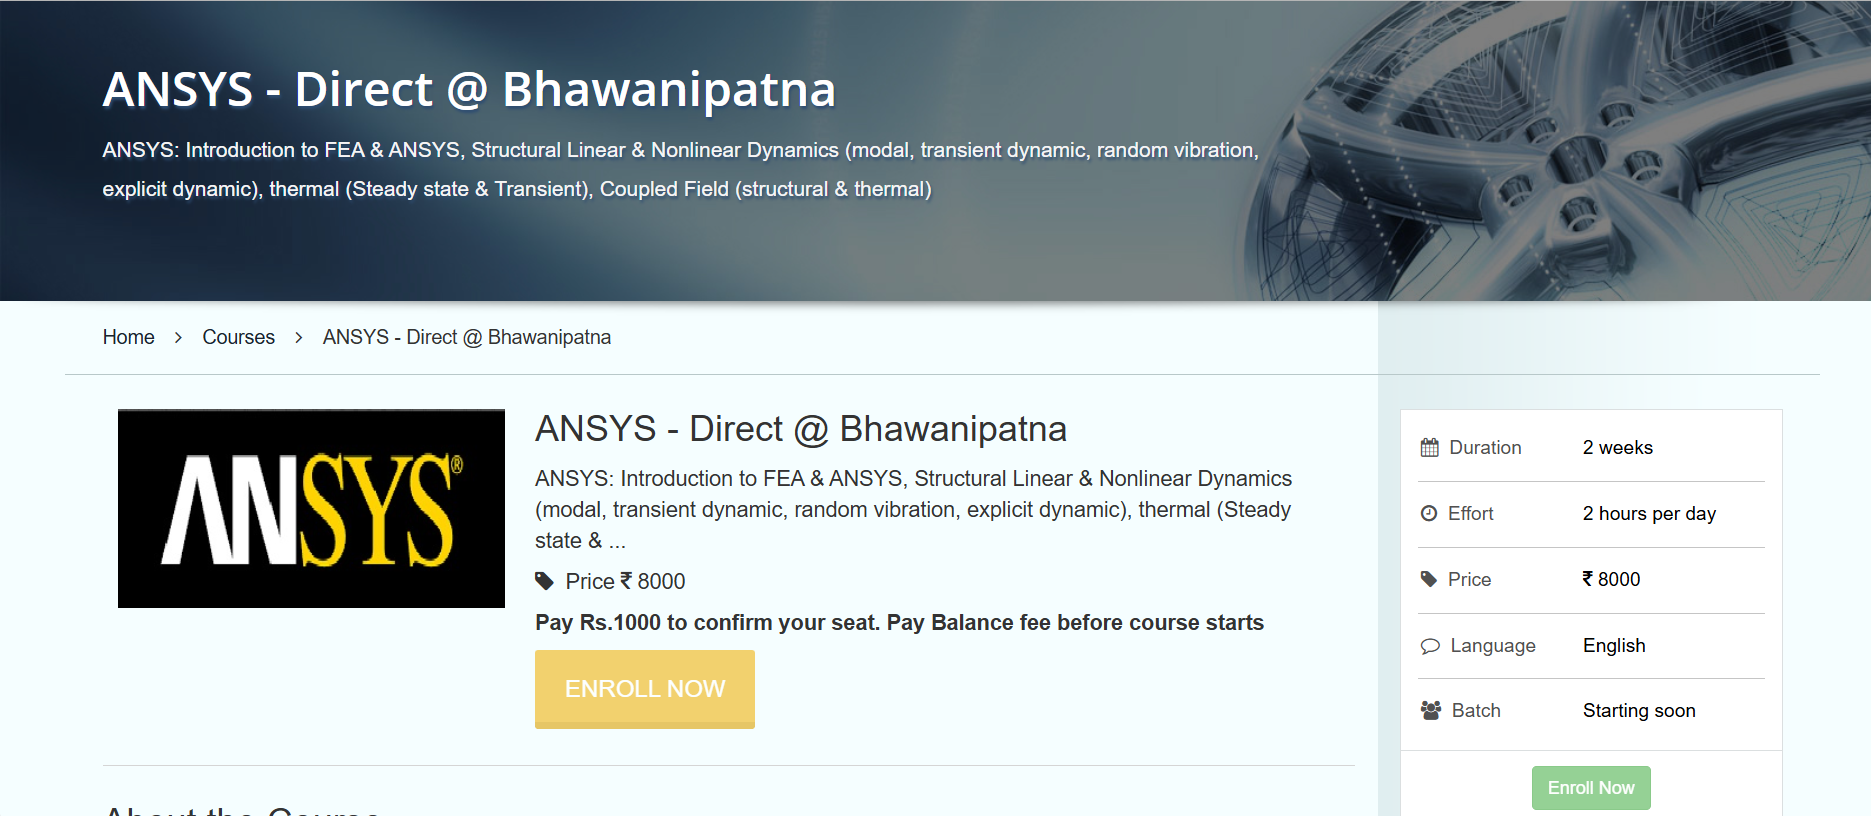 ANSYS - Direct @ Bhawanipatna
ANSYS: Introduction to FEA & ANSYS, Structural Linear & Nonlinear Dynamics (modal, transient dynamic, random vibration,
explicit dynamic), thermal (Steady state & Transient), Coupled Field (structural & thermal)
Home > Courses > ANSYS - Direct @ Bhawanipatna
ANSYS®
ANSYS - Direct @ Bhawanipatna
ANSYS: Introduction to FEA & ANSYS, Structural Linear & Nonlinear Dynamics
(modal, transient dynamic, random vibration, explicit dynamic), thermal (Steady
state & ...
Price ₹ 8000
Pay Rs.1000 to confirm your seat. Pay Balance fee before course starts
ENROLL NOW
Duration 2 weeks
Effort 2 hours per day
Price ₹ 8000
Language English
Batch Starting soon
Enroll Now
About the Course